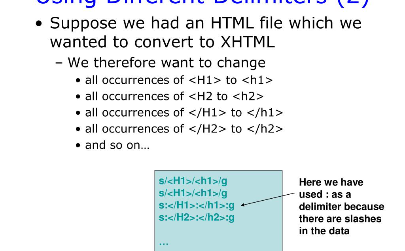 Using Different Delimiters (2)
• Suppose we had an HTML file which we
wanted to convert to XHTML
– We therefore want to change
• all occurrences of <H1> to <h1>
• all occurrences of <H2 to <h2>
• all occurrences of </H1> to </h1>
• all occurrences of </H2> to </h2>
• and so on…
s/<H1>/<h1>/g
s/<H1>/<h1>/g
s:</H1>:</h1>:g
s:</H2>:</h2>:g
…
Here we have
used : as a
delimiter because
there are slashes
in the data